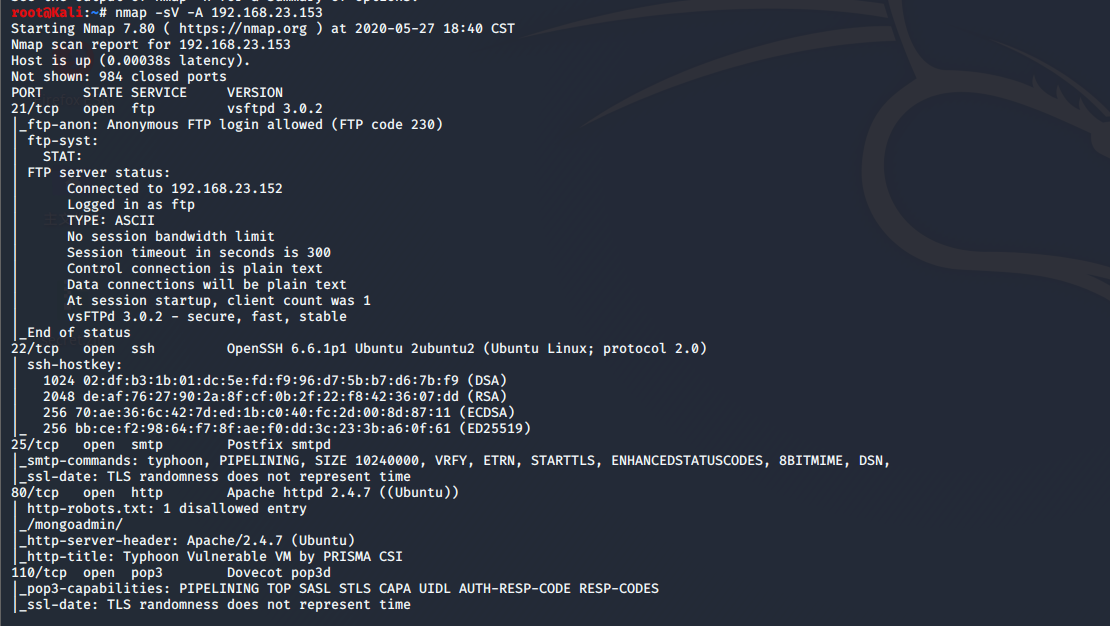 root@Kali:~# nmap -sV -A 192.168.23.153
Starting Nmap 7.80 ( https://nmap.org ) at 2020-05-27 18:40 CST
Nmap scan report for 192.168.23.153
Host is up (0.00038s latency).
Not shown: 984 closed ports
PORT STATE SERVICE VERSION
21/tcp open ftp vsftpd 3.0.2
|_ftp-anon: Anonymous FTP login allowed (FTP code 230)
| ftp-syst:
| STAT:
| FTP server status:
| Connected to 192.168.23.152
| Logged in as ftp
| TYPE: ASCII
| No session bandwidth limit
| Session timeout in seconds is 300
| Control connection is plain text
| Data connections will be plain text
| At session startup, client count was 1
| vsFTPd 3.0.2 - secure, fast, stable
|_End of status
22/tcp open ssh OpenSSH 6.6.1p1 Ubuntu 2ubuntu2 (Ubuntu Linux; protocol 2.0)
| ssh-hostkey:
| 1024 02:df:b3:1b:01:dc:5e:fd:f9:96:d7:5b:b7:d6:7b:f9 (DSA)
| 2048 de:af:76:27:90:2a:8f:cf:0b:2f:22:f8:42:36:07:dd (RSA)
| 256 70:ae:36:6c:42:7d:ed:1b:c0:40:fc:2d:00:8d:87:11 (ECDSA)
|_ 256 bb:ce:f2:98:64:f7:8f:ae:f0:dd:3c:23:3b:a6:0f:61 (ED25519)
25/tcp open smtp Postfix smtpd
|_smtp-commands: typhoon, PIPELINING, SIZE 10240000, VRFY, ETRN, STARTTLS, ENHANCEDSTATUSCODES, 8BITMIME, DSN,
|_ssl-date: TLS randomness does not represent time
80/tcp open http Apache httpd 2.4.7 ((Ubuntu))
| http-robots.txt: 1 disallowed entry
|_/mongoadmin/
|_http-server-header: Apache/2.4.7 (Ubuntu)
|_http-title: Typhoon Vulnerable VM by PRISMA CSI
110/tcp open pop3 Dovecot pop3d
|_pop3-capabilities: PIPELINING TOP SASL STLS CAPA UIDL AUTH-RESP-CODE RESP-CODES
|_ssl-date: TLS randomness does not represent time